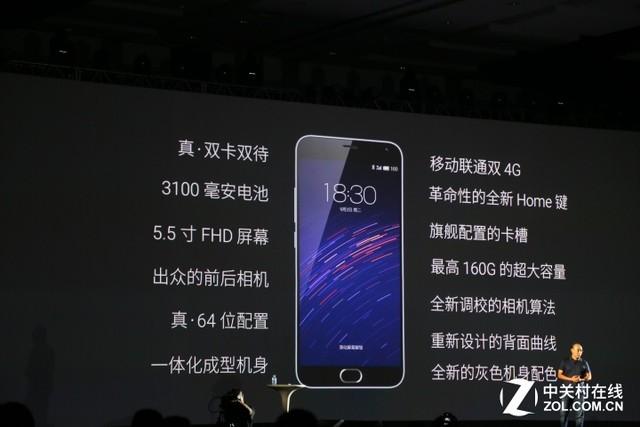 真·双卡双待
3100 毫安电池
5.5 寸 FHD 屏幕
出众的前后相机
真·64 位配置
一体化成型机身
18:30
移动联通双 4G
革命性的全新 Home 键
旗舰配置的卡槽
最高 160G 的超大容量
全新调校的相机算法
重新设计的背面曲线
全新的灰色机身配色
中关村在线
ZOL.COM.CN